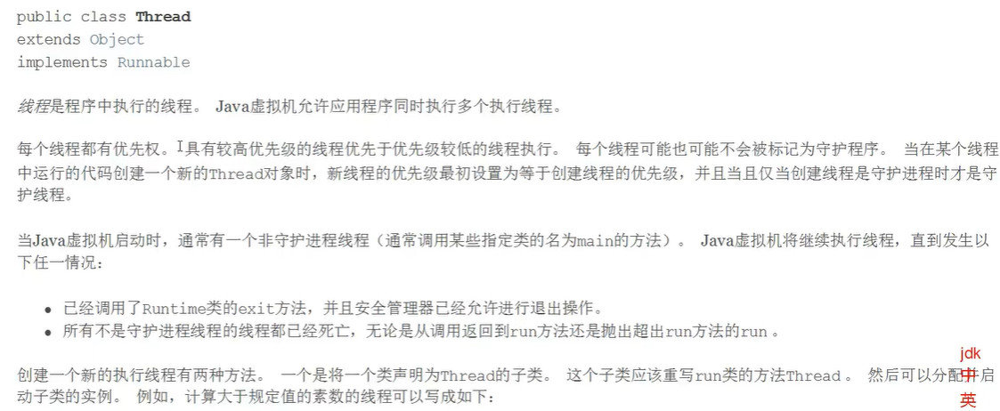 public class Thread
extends Object
implements Runnable
线程是程序中执行的线程。 Java虚拟机允许应用程序同时执行多个执行线程。
每个线程都有优先权。 具有较高优先级的线程优先于优先级较低的线程执行。 每个线程可能也可能不会被标记为守护程序。 当在某个线程
中运行的代码创建一个新的Thread对象时，新线程的优先级最初设置为等于创建线程的优先级，并且当且仅当创建线程是守护进程时才是守
护线程。
当Java虚拟机启动时，通常有一个非守护进程线程（通常调用某些指定类的名为main的方法）。 Java虚拟机将继续执行线程，直到发生以
下任一情况：
• 已经调用了Runtime类的exit方法，并且安全管理器已经允许进行退出操作。
• 所有不是守护进程线程的线程都已经死亡，无论是从调用返回到run方法还是抛出超出run方法的run 。
创建一个新的执行线程有两种方法。 一个是将一个类声明为Thread的子类。 这个子类应该重写run类的方法Thread 。 然后可以分配并启
动子类的实例。 例如，计算大于规定值的素数的线程可以写成如下：
jdk
中
英